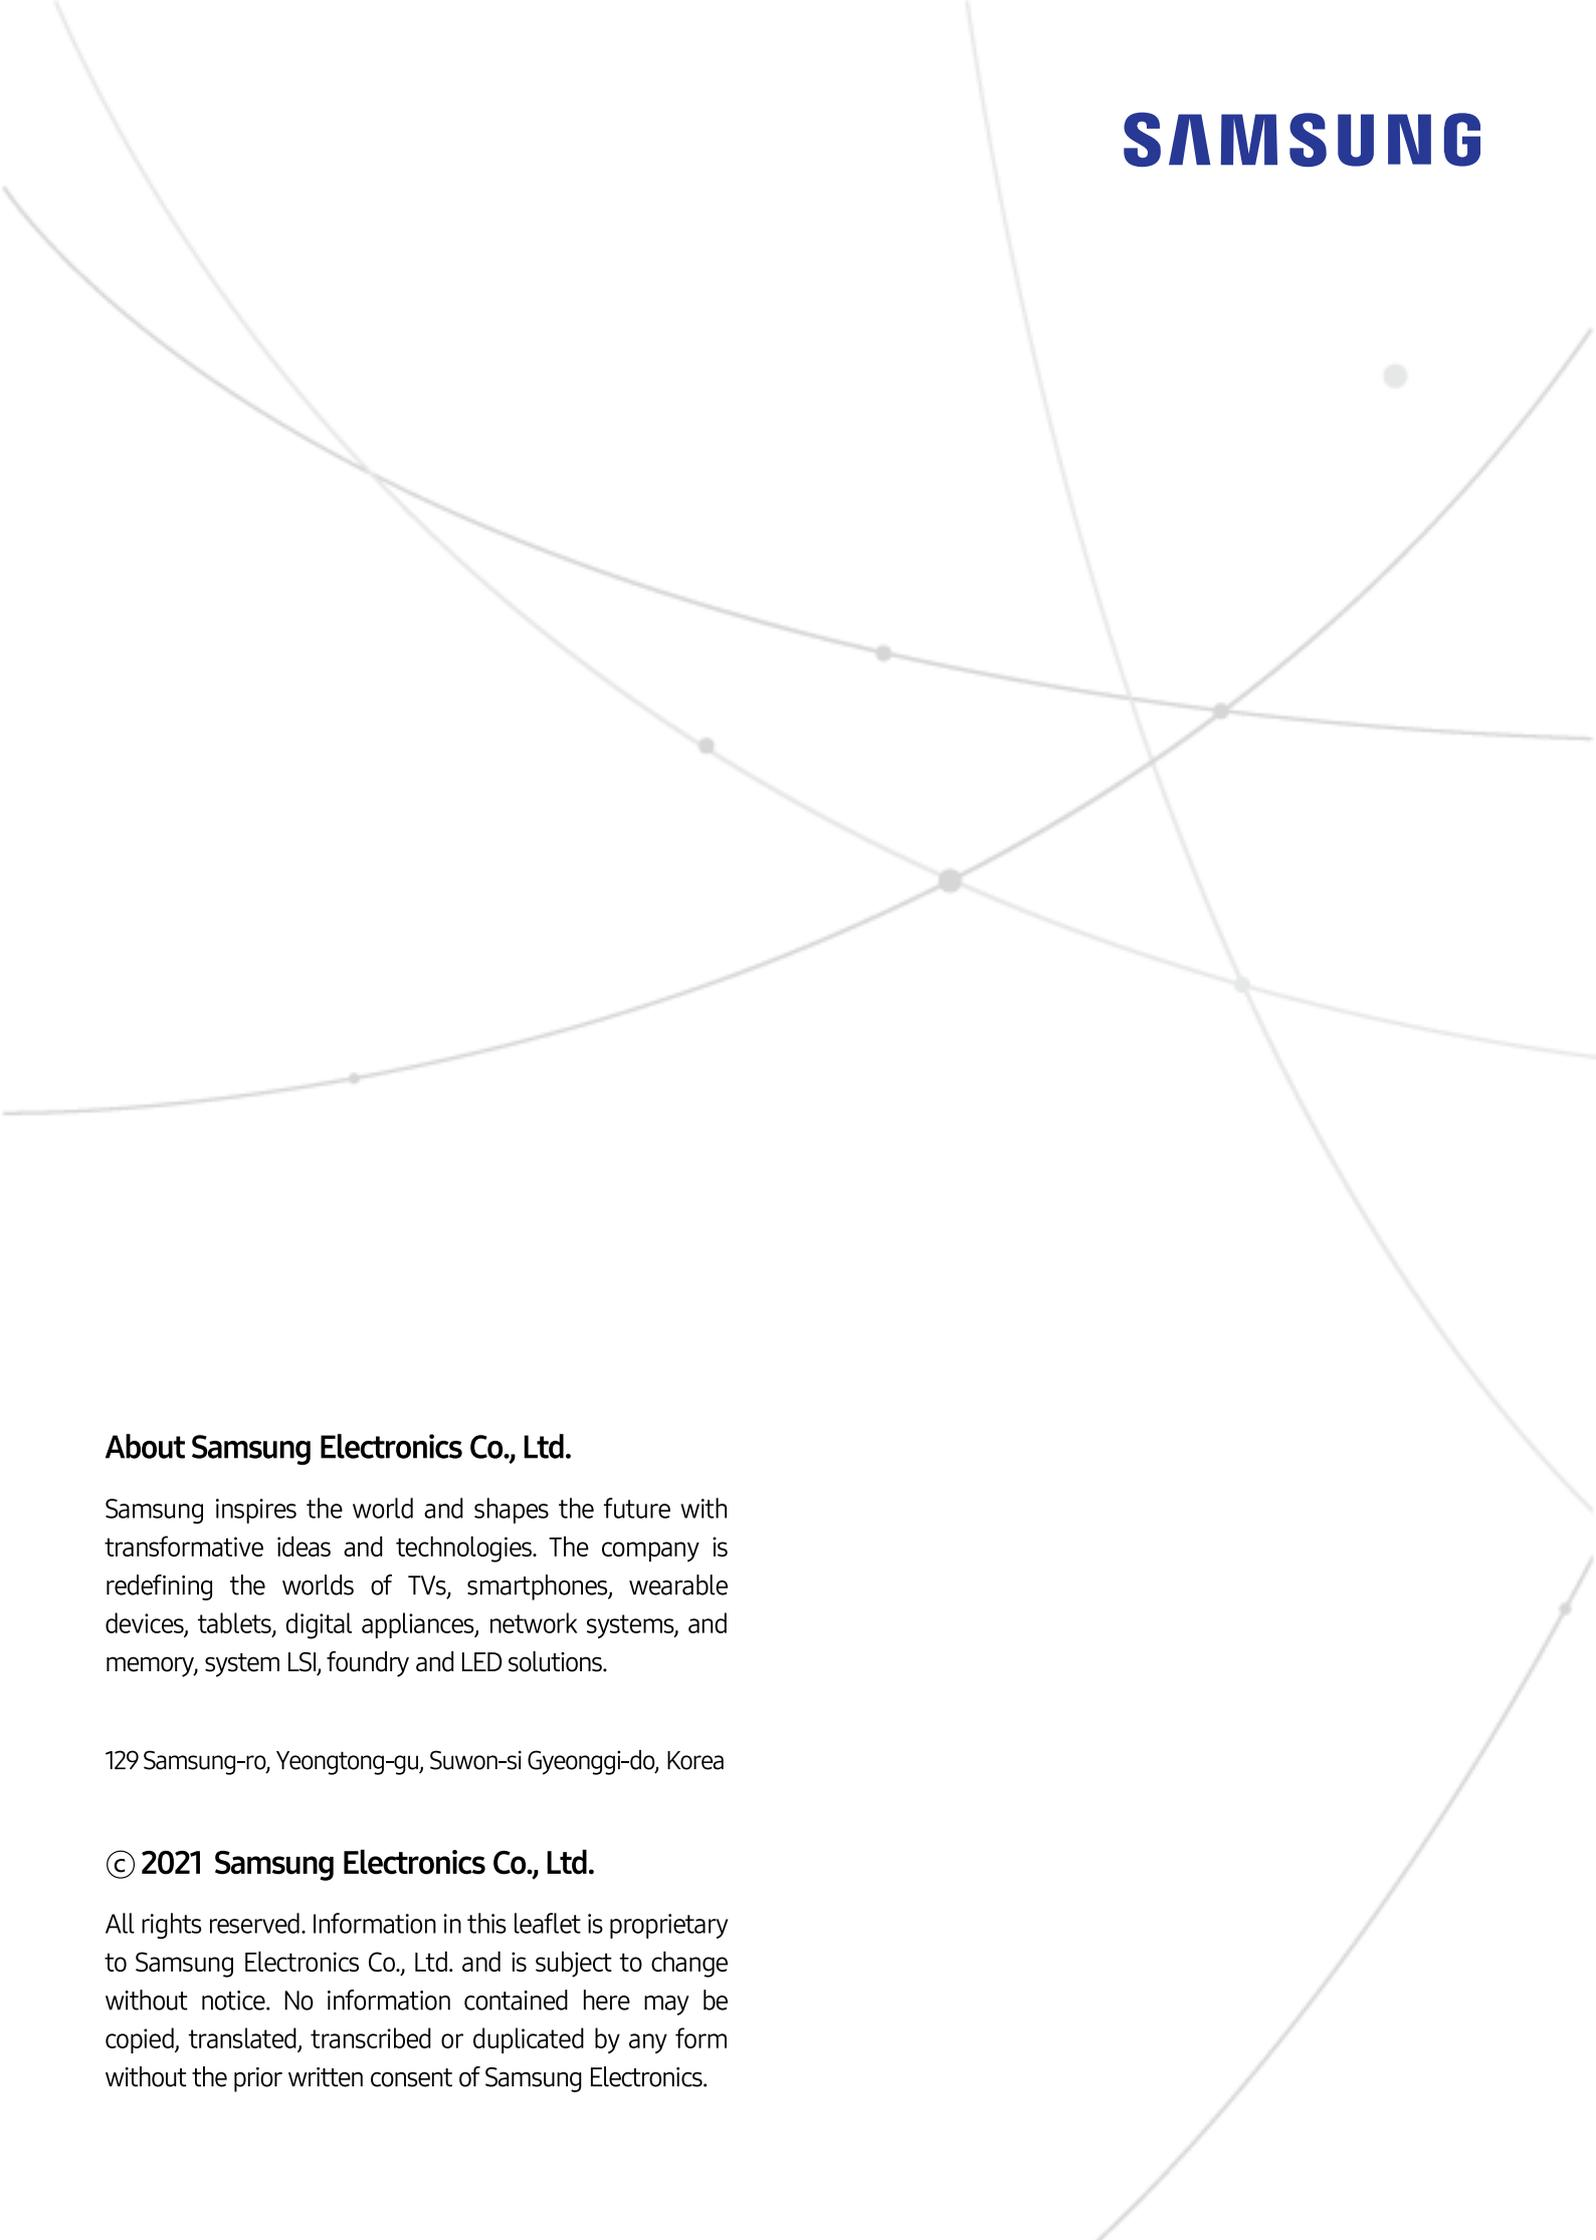 SAMSUNG
About Samsung Electronics Co., Ltd.
Samsung inspires the world and shapes the future with
transformative ideas and technologies. The company is
redefining the worlds of TVs, smartphones, wearable
devices, tablets, digital appliances, network systems, and
memory, system LSI, foundry and LED solutions.
129 Samsung-ro, Yeongtong-gu, Suwon-si Gyeonggi-do, Korea
ⓒ 2021 Samsung Electronics Co., Ltd.
All rights reserved. Information in this leaflet is proprietary
to Samsung Electronics Co., Ltd. and is subject to change
without notice. No information contained here may be
copied, translated, transcribed or duplicated by any form
without the prior written consent of Samsung Electronics.